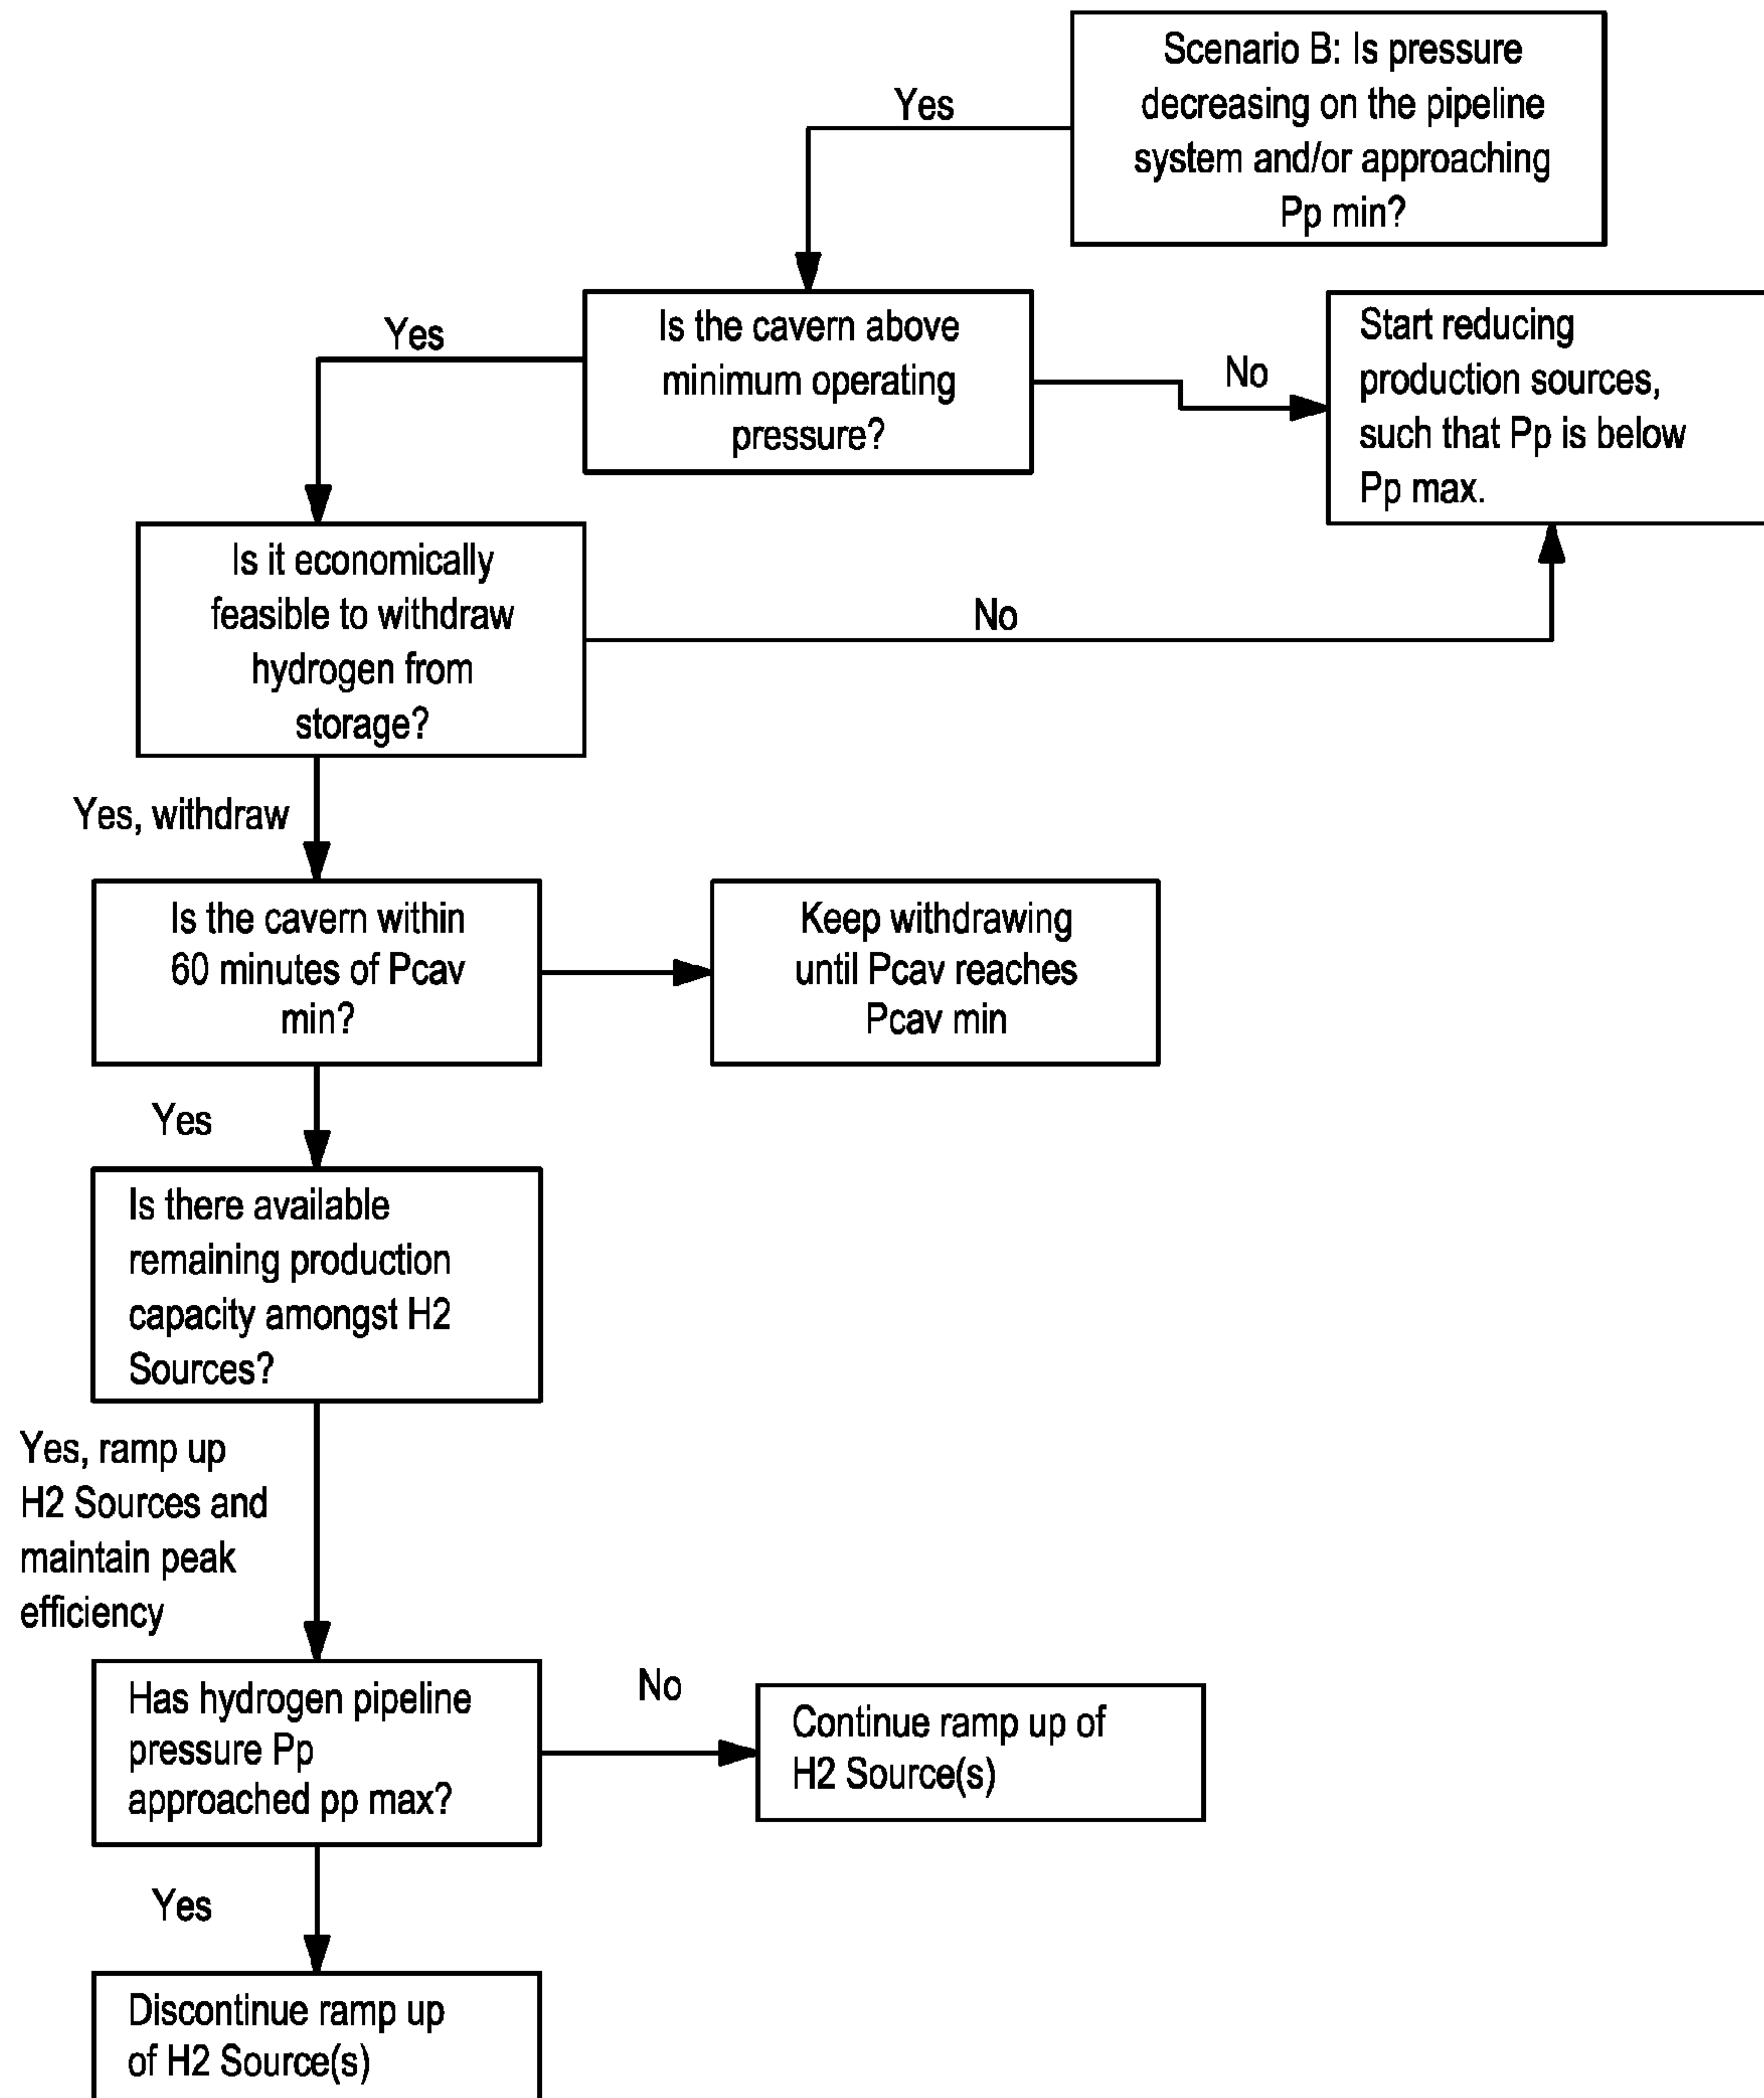 Scenario B: Is pressure
decreasing on the pipeline
system and/or approaching
Pp min?
Yes
Is the cavern above
minimum operating
pressure?
Yes
No
Start reducing
production sources,
such that Pp is below
Pp max.
Is it economically
feasible to withdraw
hydrogen from
storage?
No
Yes, withdraw
Is the cavern within
60 minutes of Pcav
min?
Keep withdrawing
until Pcav reaches
Pcav min
Yes
Is there available
remaining production
capacity amongst H2
Sources?
Yes, ramp up
H2 Sources and
maintain peak
efficiency
Has hydrogen pipeline
pressure Pp
approached pp max?
No
Continue ramp up of
H2 Source(s)
Yes
Discontinue ramp up
of H2 Source(s)